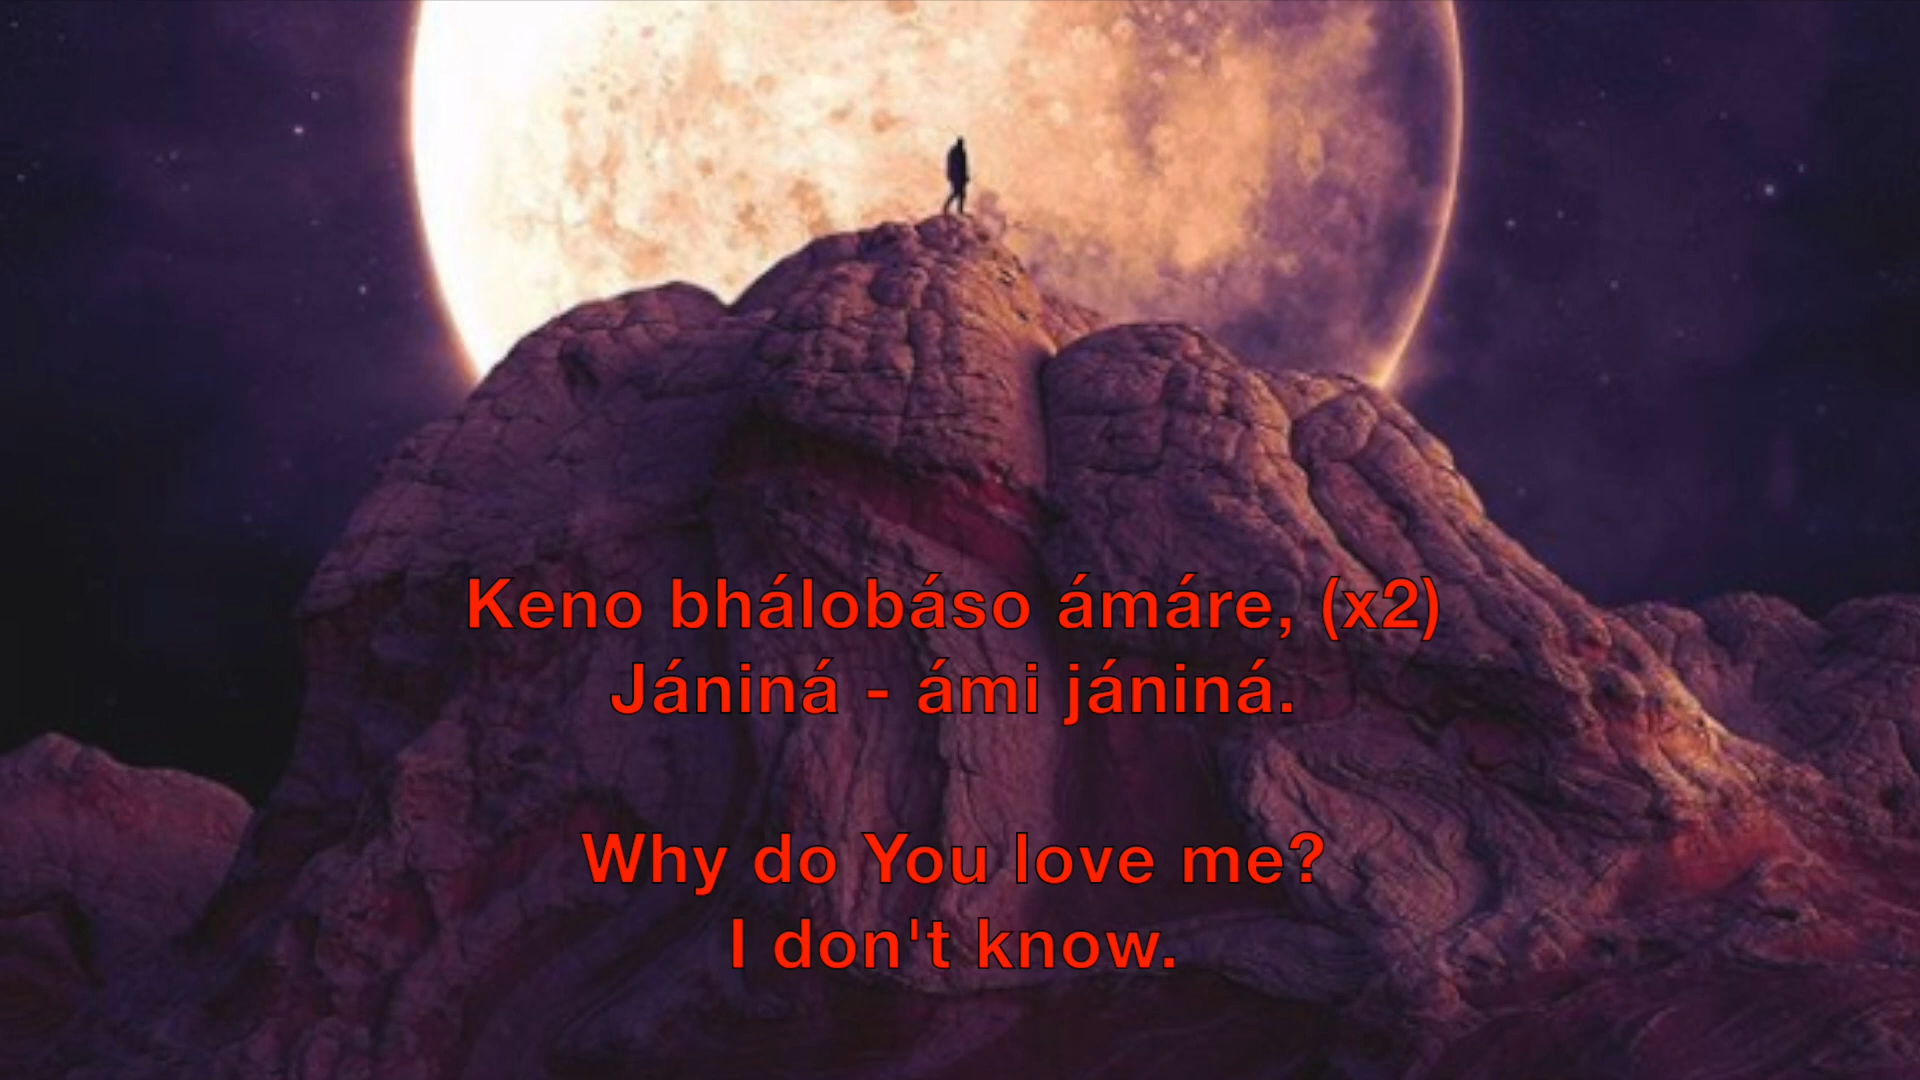 Keno bhálobáso ámáre, (x2)
Jániná - ámi jániná.
Why do You love me?
I don't know.